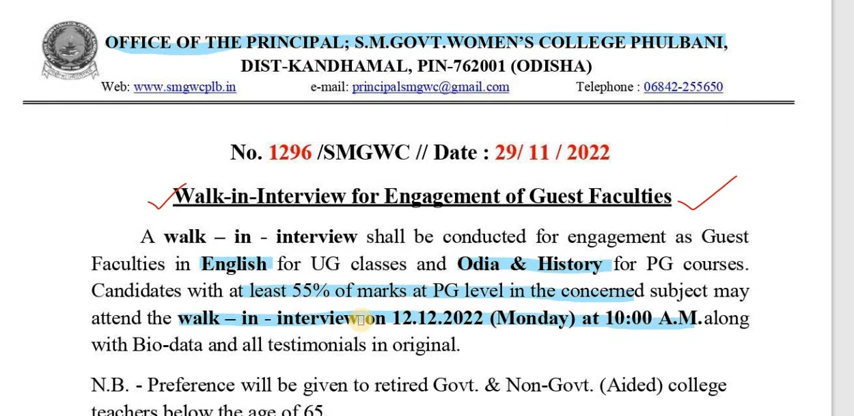 OFFICE OF THE PRINCIPAL; S.M.GOVT.WOMEN’S COLLEGE PHULBANI,
DIST-KANDHAMAL, PIN-762001 (ODISHA)
Web: www.smgwcplb.in e-mail: principalsmgwc@gmail.com Telephone : 06842-255650
No. 1296 /SMGWC // Date : 29/ 11 / 2022
Walk-in-Interview for Engagement of Guest Faculties
A walk – in - interview shall be conducted for engagement as Guest
Faculties in English for UG classes and Odia & History for PG courses.
Candidates with at least 55% of marks at PG level in the concerned subject may
attend the walk – in - interview on 12.12.2022 (Monday) at 10:00 A.M. along
with Bio-data and all testimonials in original.
N.B. - Preference will be given to retired Govt. & Non-Govt. (Aided) college
teachers below the age of 65